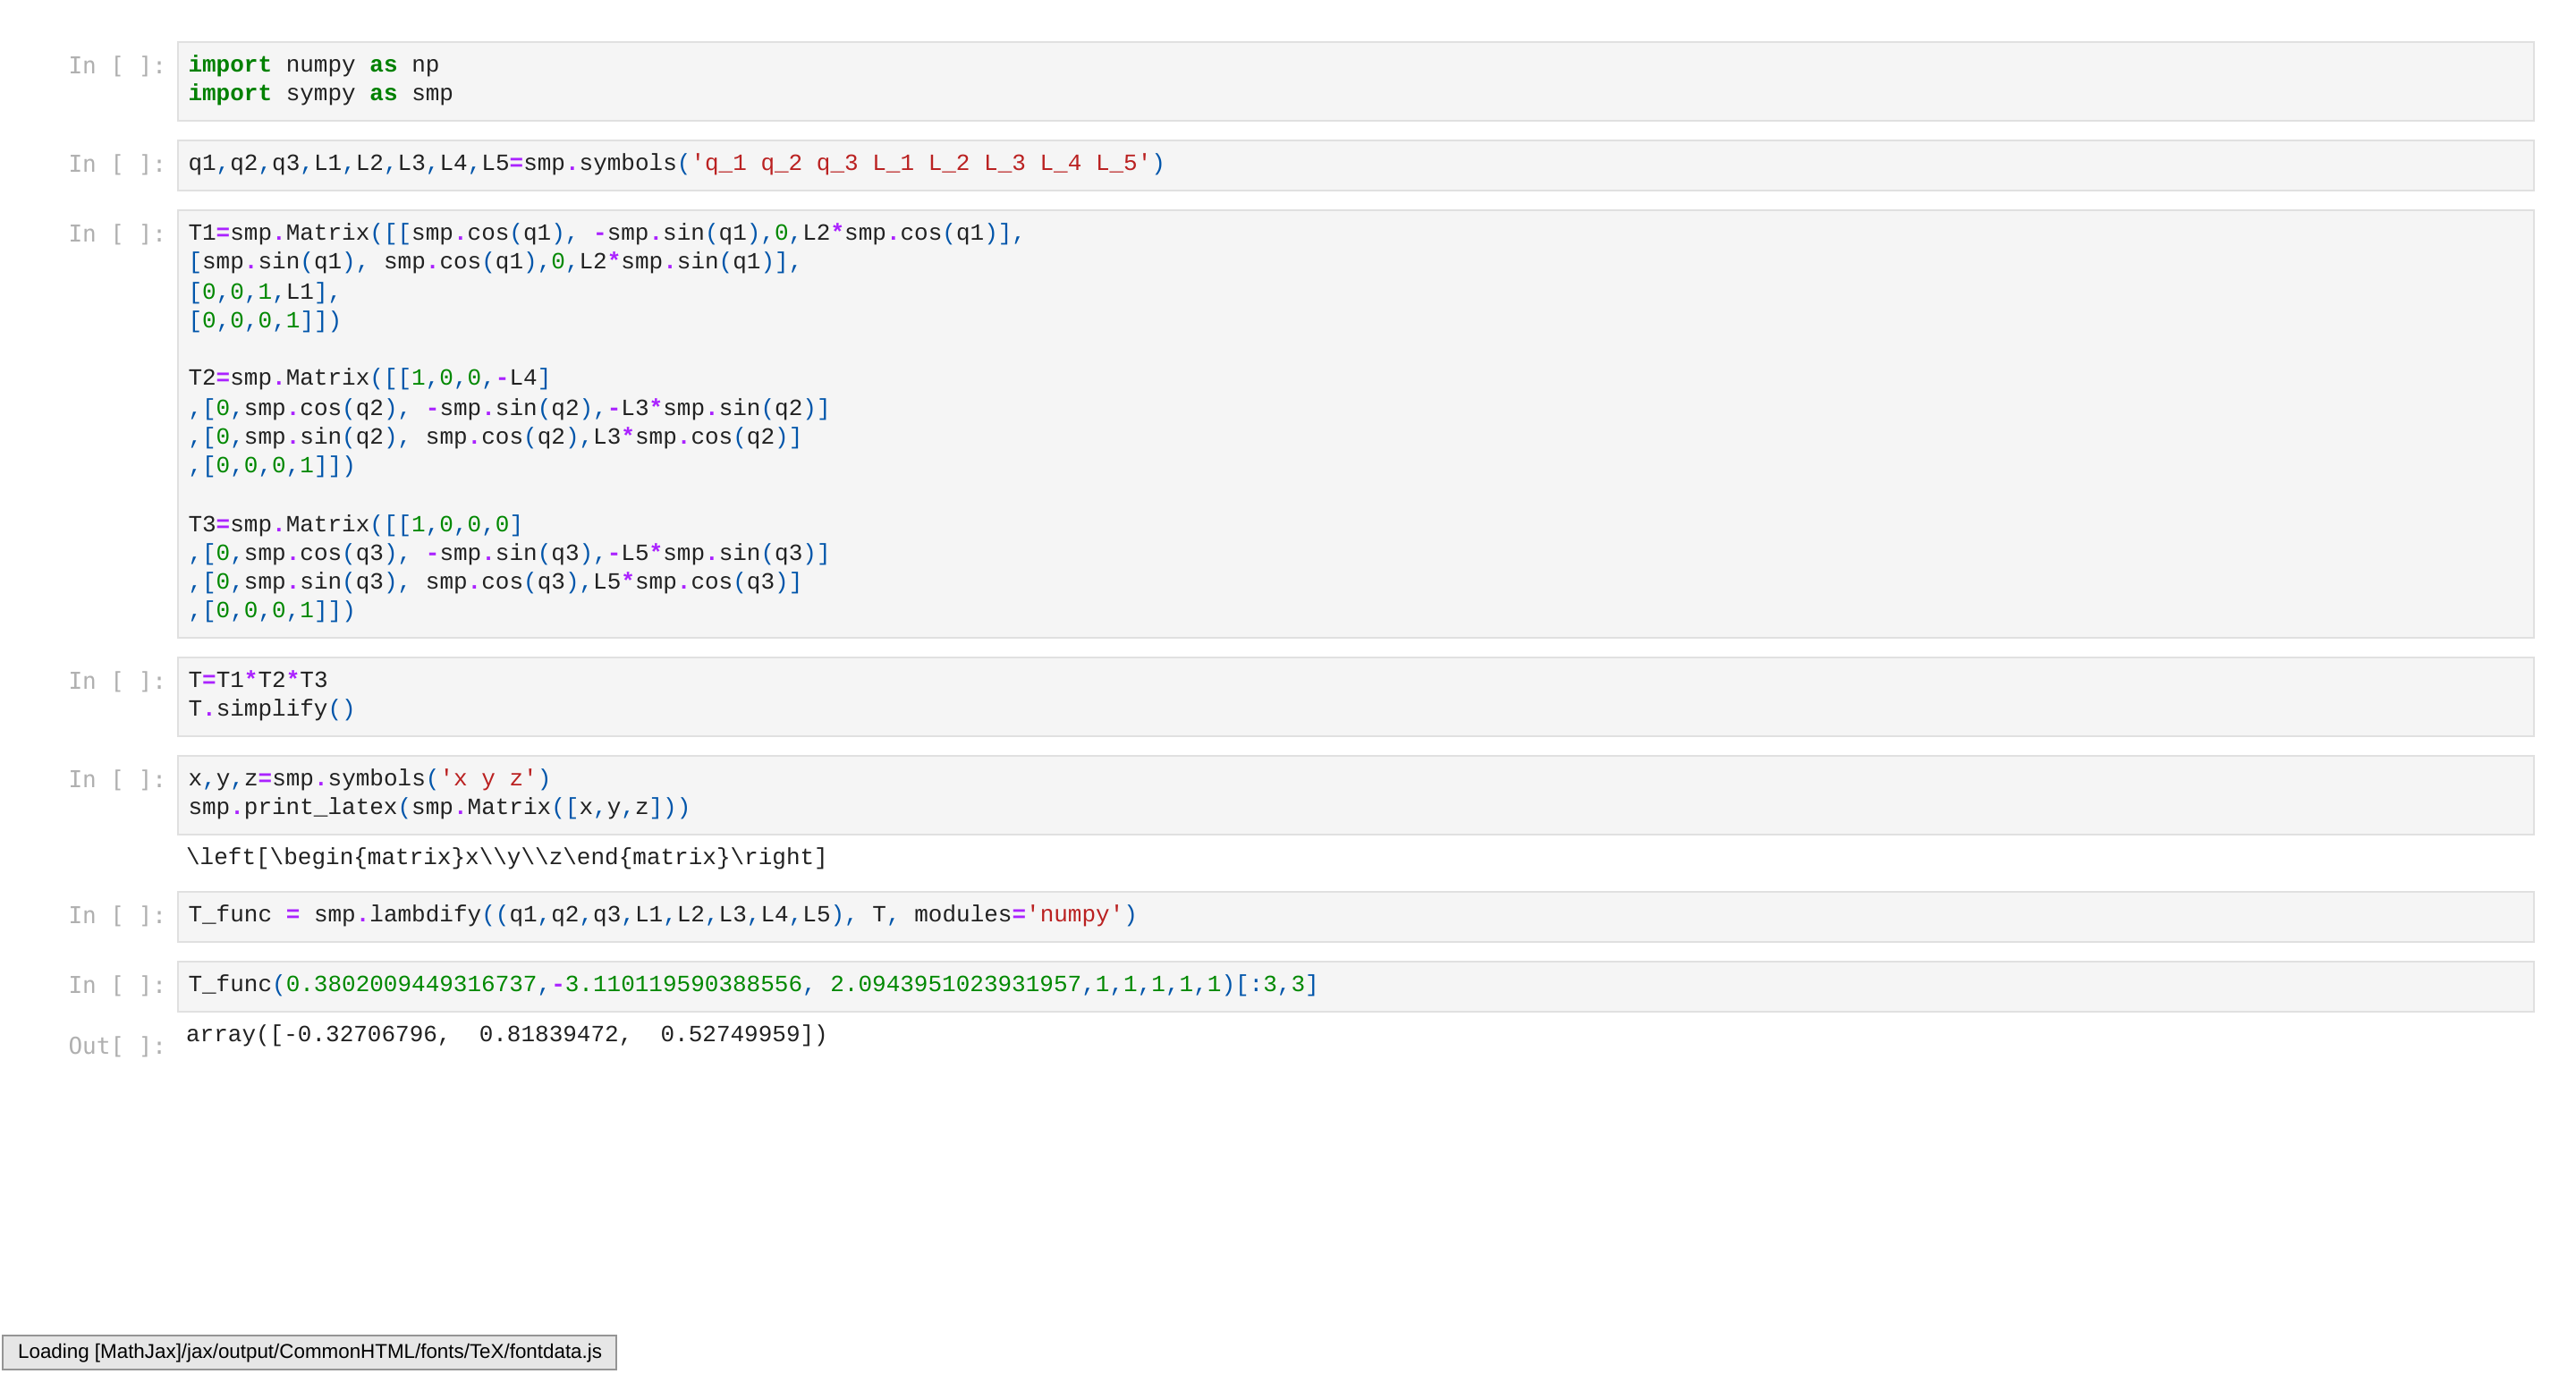 In [ ]: import numpy as np
import sympy as smp
In [ ]: q1,q2,q3,L1,L2,L3,L4,L5=smp.symbols('q_1 q_2 q_3 L_1 L_2 L_3 L_4 L_5')
In [ ]: T1=smp.Matrix([[smp.cos(q1), -smp.sin(q1),0,L2*smp.cos(q1)],
[smp.sin(q1), smp.cos(q1),0,L2*smp.sin(q1)],
[0,0,1,L1],
[0,0,0,1]])
T2=smp.Matrix([[1,0,0,-L4]
,[0,smp.cos(q2), -smp.sin(q2),-L3*smp.sin(q2)]
,[0,smp.sin(q2), smp.cos(q2),L3*smp.cos(q2)]
,[0,0,0,1]])
T3=smp.Matrix([[1,0,0,0]
,[0,smp.cos(q3), -smp.sin(q3),-L5*smp.sin(q3)]
,[0,smp.sin(q3), smp.cos(q3),L5*smp.cos(q3)]
,[0,0,0,1]])
In [ ]: T=T1*T2*T3
T.simplify()
In [ ]: x,y,z=smp.symbols('x y z')
smp.print_latex(smp.Matrix([x,y,z]))
\left[\begin{matrix}x\\y\\z\end{matrix}\right]
In [ ]: T_func = smp.lambdify((q1,q2,q3,L1,L2,L3,L4,L5), T, modules='numpy')
In [ ]: T_func(0.3802009449316737,-3.110119590388556, 2.0943951023931957,1,1,1,1,1)[:3,3]
Out[ ]: array([-0.32706796,  0.81839472,  0.52749959])
Loading [MathJax]/jax/output/CommonHTML/fonts/TeX/fontdata.js